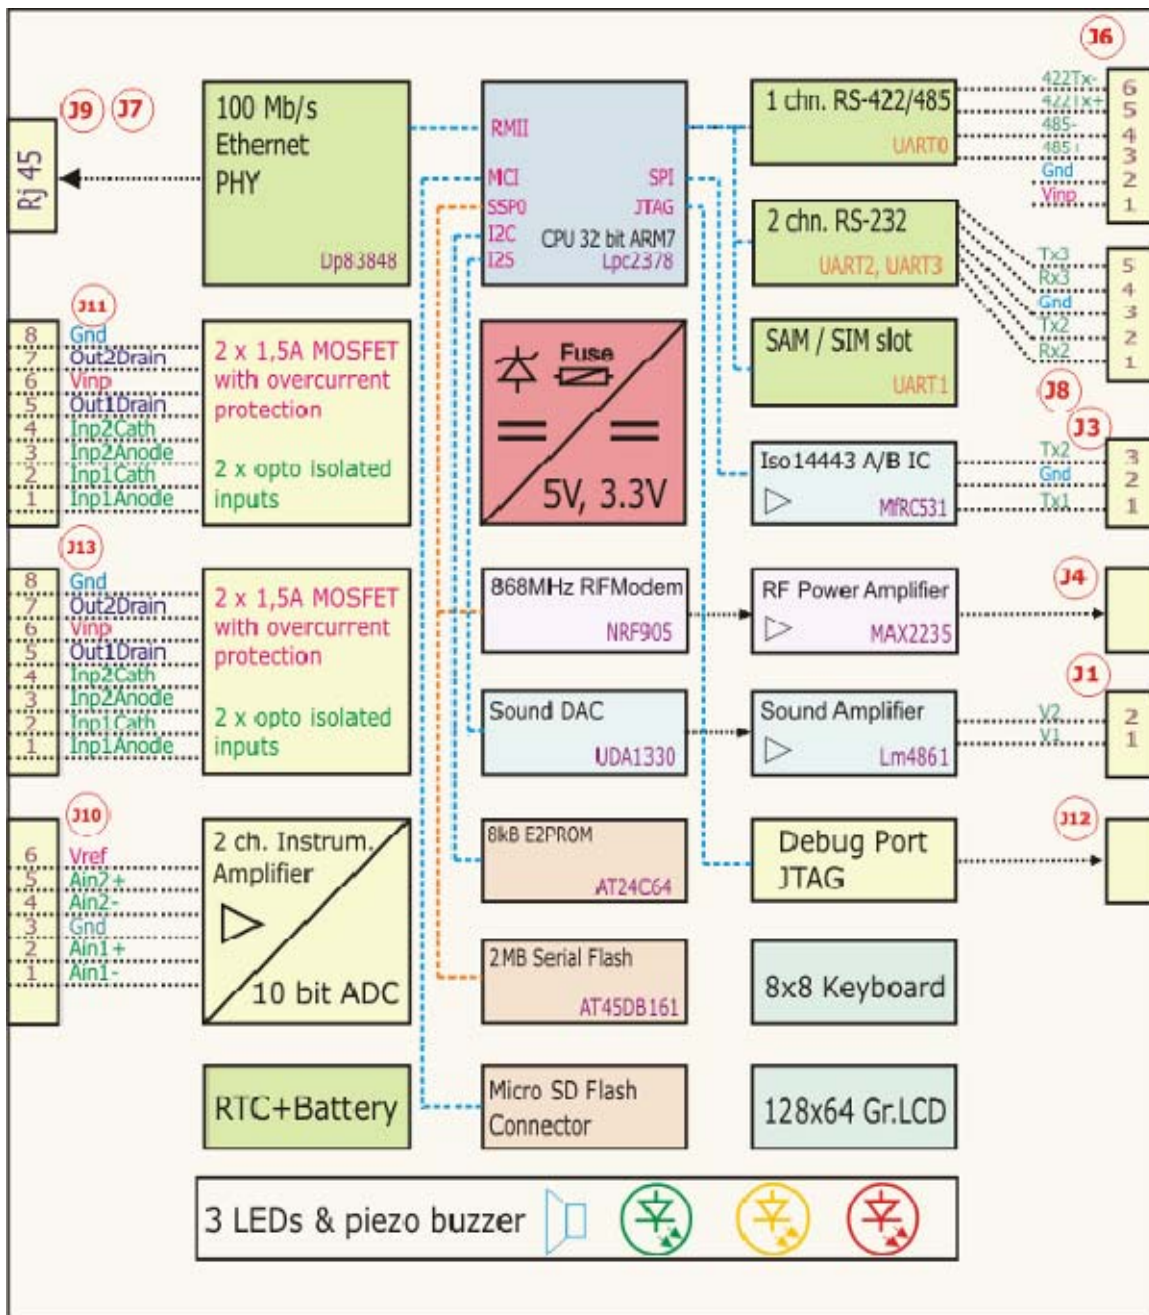 J6
J9 J7
Rj 45
100 Mb/s
Ethernet
PHY
Dp83848
RMII
MCI
SSP0
I2C
I2S
SPI
JTAG
CPU 32 bit ARM7
Lpc2378
1 chn. RS-422/485
UART0
422Tx- 6
422Tx+ 5
485- 4
485+ 3
Gnd 2
Vinp 1
2 chn. RS-232
UART2, UART3
Tx3 5
Rx3 4
Gnd 3
Tx2 2
Rx2 1
J8
J11
8 Gnd
7 Out2Drain
6 Vinp
5 Out1Drain
4 Inp2Cath
3 Inp2Anode
2 Inp1Cath
1 Inp1Anode
2 x 1,5A MOSFET
with overcurrent
protection
2 x opto isolated
inputs
Fuse
5V, 3.3V
SAM / SIM slot
UART1
J3
Iso14443 A/B IC
MfRC531
Tx2 3
Gnd 2
Tx1 1
J13
8 Gnd
7 Out2Drain
6 Vinp
5 Out1Drain
4 Inp2Cath
3 Inp2Anode
2 Inp1Cath
1 Inp1Anode
2 x 1,5A MOSFET
with overcurrent
protection
2 x opto isolated
inputs
868MHz RFModem
NRF905
RF Power Amplifier
MAX2235
J4
Sound DAC
UDA1330
Sound Amplifier
Lm4861
J1
V2 2
V1 1
J10
6 Vref
5 Ain2+
4 Ain2-
3 Gnd
2 Ain1+
1 Ain1-
2 ch. Instrum.
Amplifier
10 bit ADC
8kB E2PROM
AT24C64
Debug Port
JTAG
J12
2MB Serial Flash
AT45DB161
8x8 Keyboard
RTC+Battery
Micro SD Flash
Connector
128x64 Gr.LCD
3 LEDs & piezo buzzer